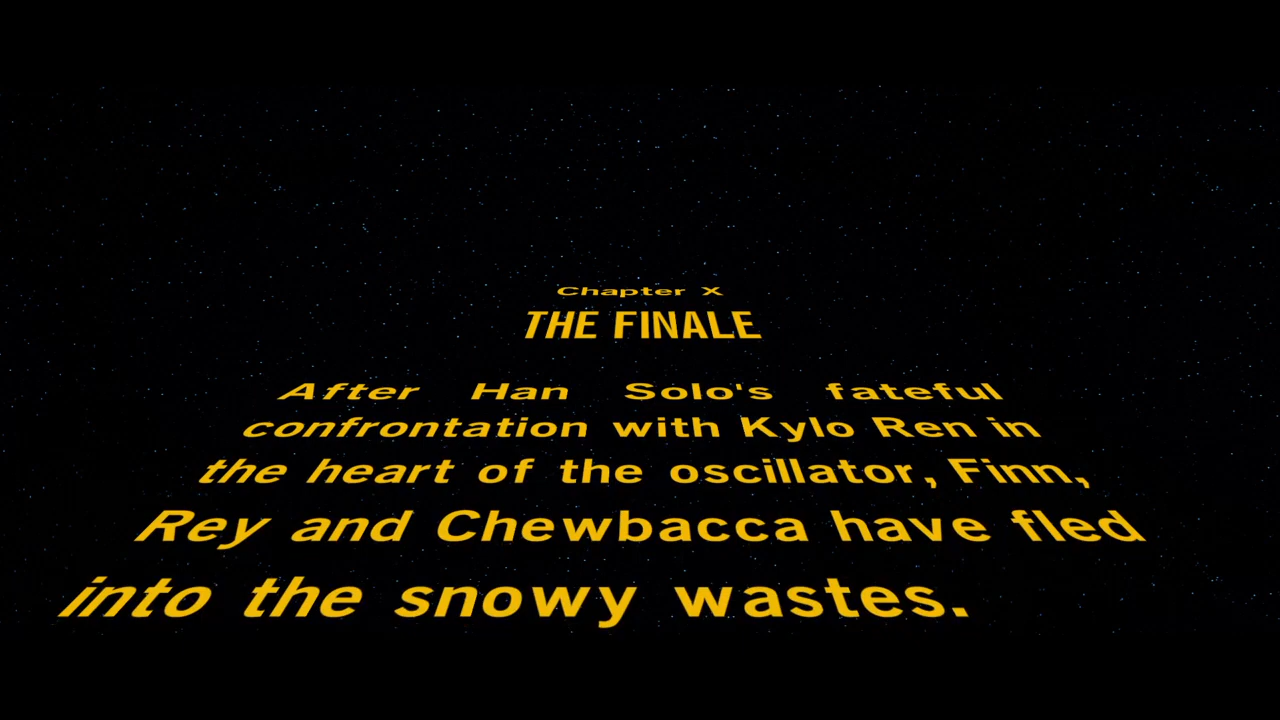 Chapter X
THE FINALE
After Han Solo's fateful
confrontation with Kylo Ren in
the heart of the oscillator, Finn,
Rey and Chewbacca have fled
into the snowy wastes.